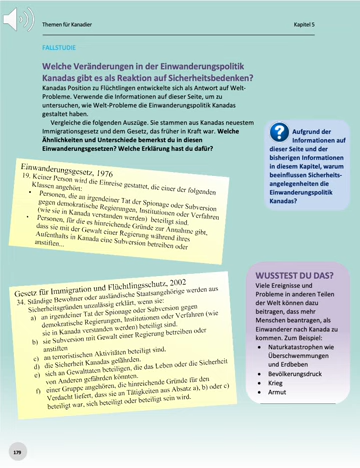 Themen für Kanadier
Kapitel 5
FALLSTUDIE
Welche Veränderungen in der Einwanderungspolitik
Kanadas gibt es als Reaktion auf Sicherheitsbedenken?
Kanadas Position zu Flüchtlingen entwickelte sich als Antwort auf Welt-
Probleme. Verwende die Informationen auf dieser Seite, um zu
untersuchen, wie Welt-Probleme die Einwanderungspolitik Kanadas
gestaltet haben.
Vergleiche die folgenden Auszüge. Sie stammen aus Kanadas neuestem
Immigrationsgesetz und dem Gesetz, das früher in Kraft war. Welche
Ähnlichkeiten und Unterschiede bemerkst du in diesen
Einwanderungsgesetzen? Welche Erklärung hast du dafür?
Einwanderungsgesetz, 1976
19. Keiner Person wird die Einreise gestattet, die einer der folgenden
Klassen angehört:
• Personen, die an irgendeiner Tat der Spionage oder Subversion
gegen demokratische Regierungen, Institutionen oder Verfahren
(wie sie in Kanada verstanden werden) beteiligt sind.
• Personen, für die es hinreichende Gründe zur Annahme gibt,
dass sie mit der Gewalt einer Regierung während ihres
Aufenthalts in Kanada eine Subversion betreiben oder
anstiften...
? Aufgrund der
Informationen auf
dieser Seite und der
bisherigen Informationen
in diesem Kapitel, warum
beeinflussen Sicherheits-
angelegenheiten die
Einwanderungspolitik
Kanadas?
Gesetz für Immigration und Flüchtlingsschutz, 2002
34. Ständige Bewohner oder ausländische Staatsangehörige werden aus
Sicherheitsgründen unzulässig erklärt, wenn sie:
a) an irgendeiner Tat der Spionage oder Subversion gegen
demokratische Regierungen, Institutionen oder Verfahren (wie
sie in Kanada verstanden werden) beteiligt sind.
b) sie Subversion mit Gewalt einer Regierung betreiben oder
anstiften
c) an terroristischen Aktivitäten beteiligt sind.
d) die Sicherheit Kanadas gefährden.
e) sich an Gewalttaten beteiligen, die das Leben oder die Sicherheit
von Anderen gefährden könnten.
f) einer Gruppe angehören, die hinreichende Gründe für den
Verdacht liefert, dass sie an Tätigkeiten aus Absatz a), b) oder c)
beteiligt war, sich beteiligt oder beteiligt sein wird.
WUSSTEST DU DAS?
Viele Ereignisse und
Probleme in anderen Teilen
der Welt können dazu
beitragen, dass mehr
Menschen beantragen, als
Einwanderer nach Kanada zu
kommen. Zum Beispiel:
• Naturkatastrophen wie
Überschwemmungen
und Erdbeben
• Bevölkerungsdruck
• Krieg
• Armut
179